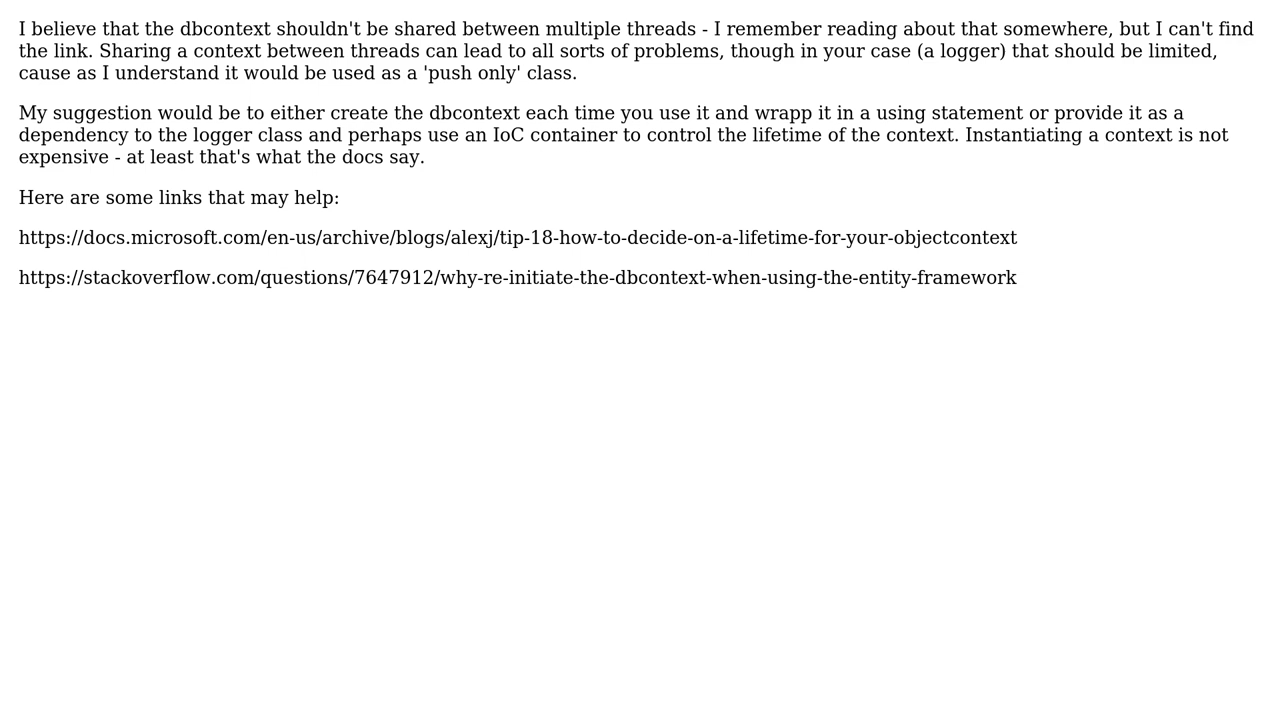 I believe that the dbcontext shouldn't be shared between multiple threads - I remember reading about that somewhere, but I can't find
the link. Sharing a context between threads can lead to all sorts of problems, though in your case (a logger) that should be limited,
cause as I understand it would be used as a 'push only' class.
My suggestion would be to either create the dbcontext each time you use it and wrapp it in a using statement or provide it as a
dependency to the logger class and perhaps use an IoC container to control the lifetime of the context. Instantiating a context is not
expensive - at least that's what the docs say.
Here are some links that may help:
https://docs.microsoft.com/en-us/archive/blogs/alexj/tip-18-how-to-decide-on-a-lifetime-for-your-objectcontext
https://stackoverflow.com/questions/7647912/why-re-initiate-the-dbcontext-when-using-the-entity-framework